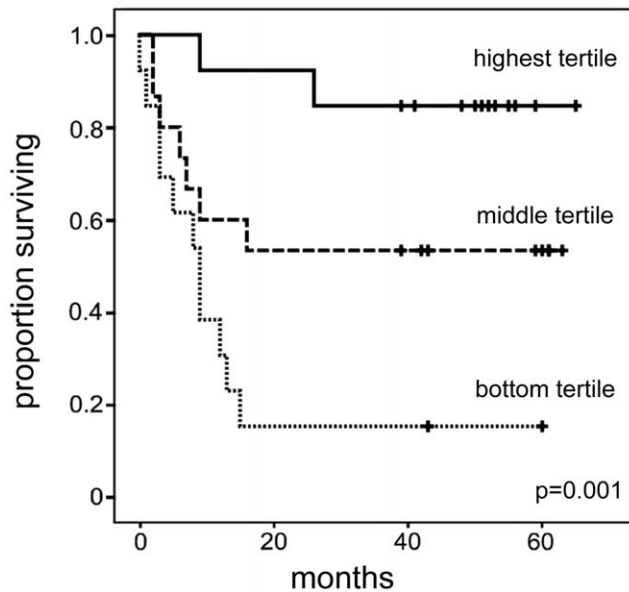 1.0
0.8
0.6
0.4
0.2
0
proportion surviving
highest tertile
middle tertile
bottom tertile
p=0.001
0 20 40 60
months